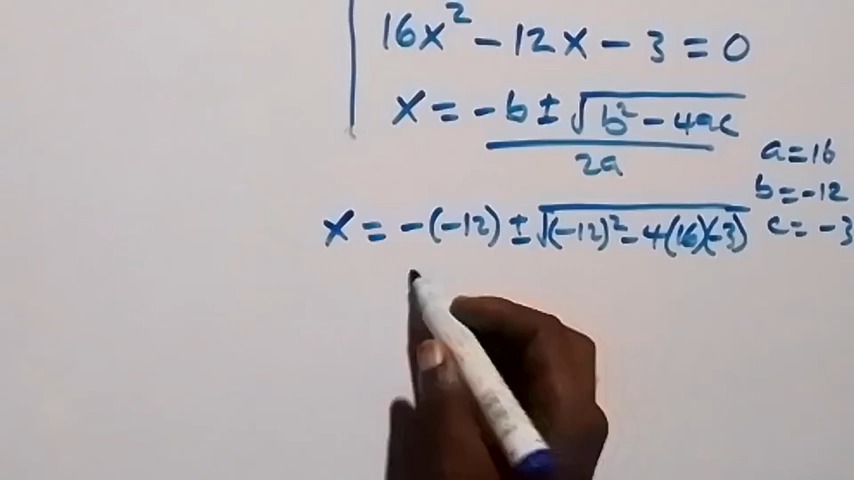 16x² - 12x - 3 = 0
x = -b ± √(b² - 4ac)
2a
a = 16
b = -12
c = -3
x = -(-12) ± √((-12)² - 4(16)(-3))